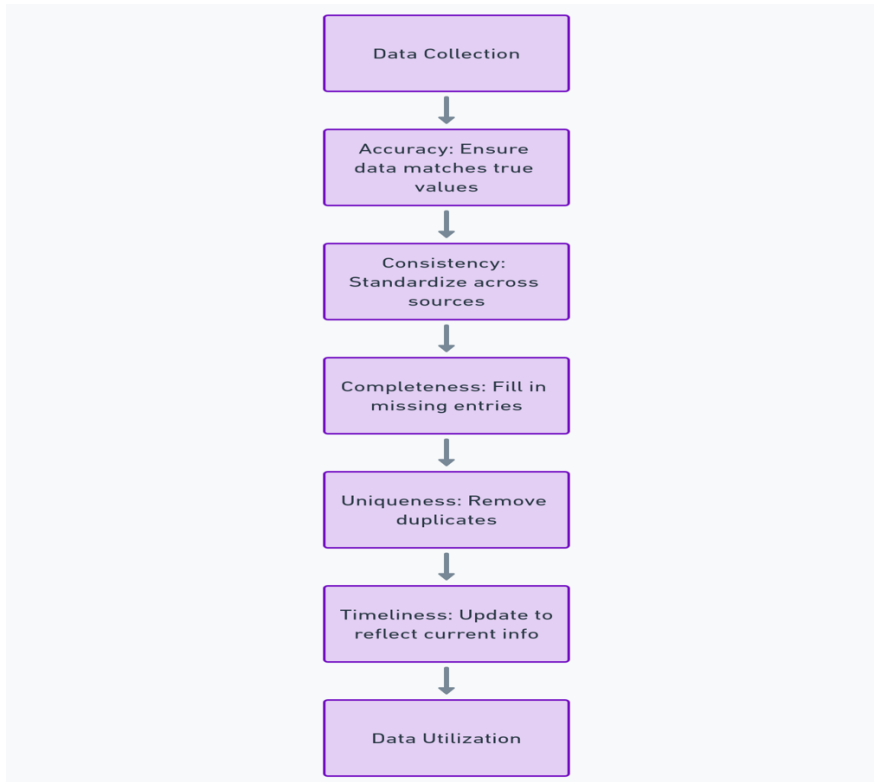 Data Collection
Accuracy: Ensure
data matches true
values
Consistency:
Standardize across
sources
Completeness: Fill in
missing entries
Uniqueness: Remove
duplicates
Timeliness: Update to
reflect current info
Data Utilization